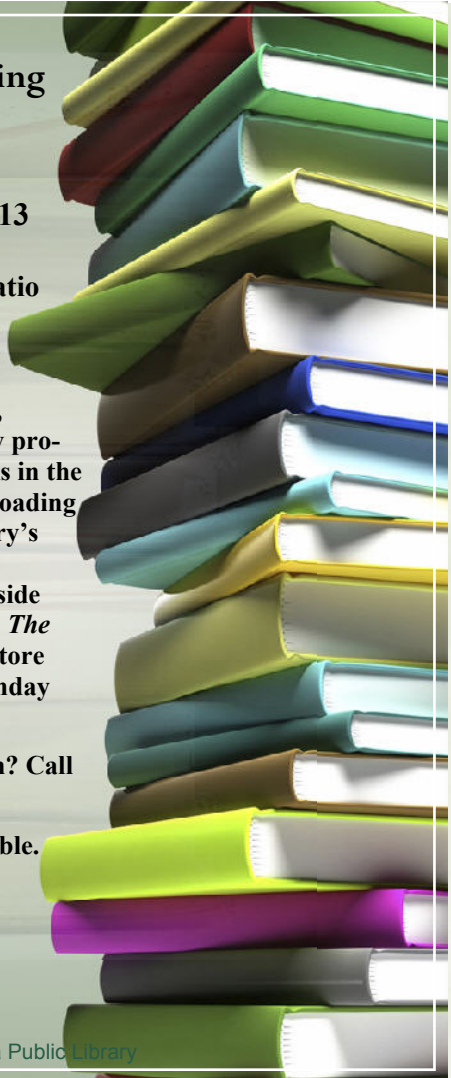 ing
13
atio
,
y pro-
s in the
oading
ry's
side
The
tore
nday
n? Call
ble.
a Public Library